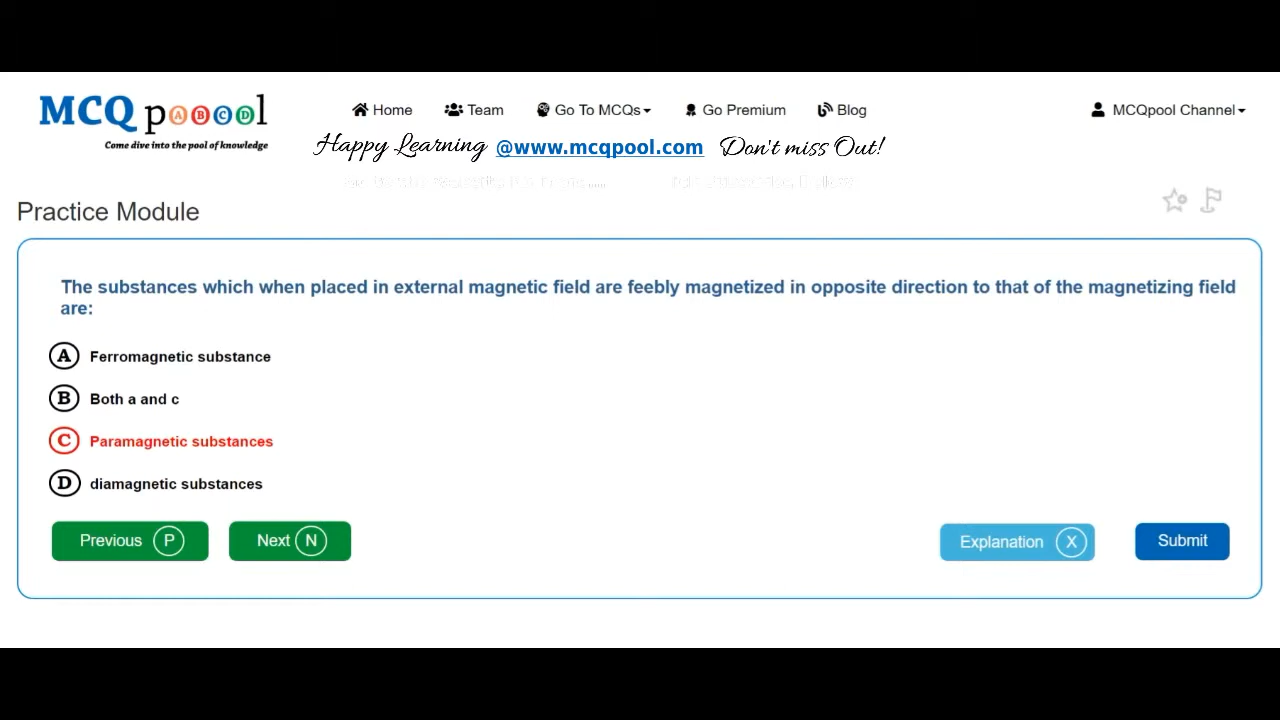 MCQ poool
Come dive into the pool of knowledge
Home Team Go To MCQs Go Premium Blog MCQpool Channel
Happy Learning @www.mcqpool.com Don't miss Out!
Practice Module
The substances which when placed in external magnetic field are feebly magnetized in opposite direction to that of the magnetizing field
are:
A Ferromagnetic substance
B Both a and c
C Paramagnetic substances
D diamagnetic substances
Previous P Next N Explanation X Submit